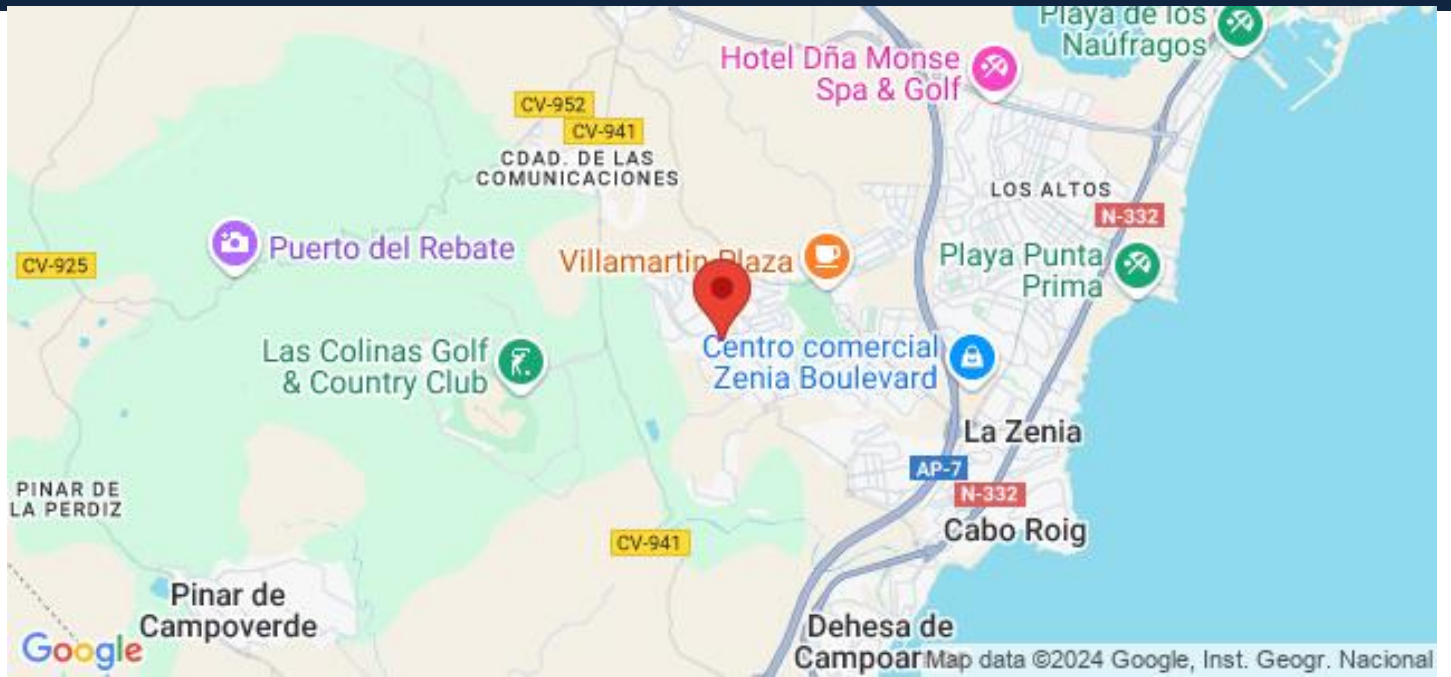 Playa de los
Naúfragos
Hotel Dña Monse
Spa & Golf
CV-952
CV-941
CDAD. DE LAS
COMUNICACIONES
LOS ALTOS
N-332
Puerto del Rebate
CV-925
Villamartin Plaza
Playa Punta
Prima
Las Colinas Golf
& Country Club
Centro comercial
Zenia Boulevard
La Zenia
AP-7
N-332
PINAR DE
LA PERDIZ
Cabo Roig
CV-941
Pinar de
Campoverde
Dehesa de
Campoam
Google
Map data ©2024 Google, Inst. Geogr. Nacional